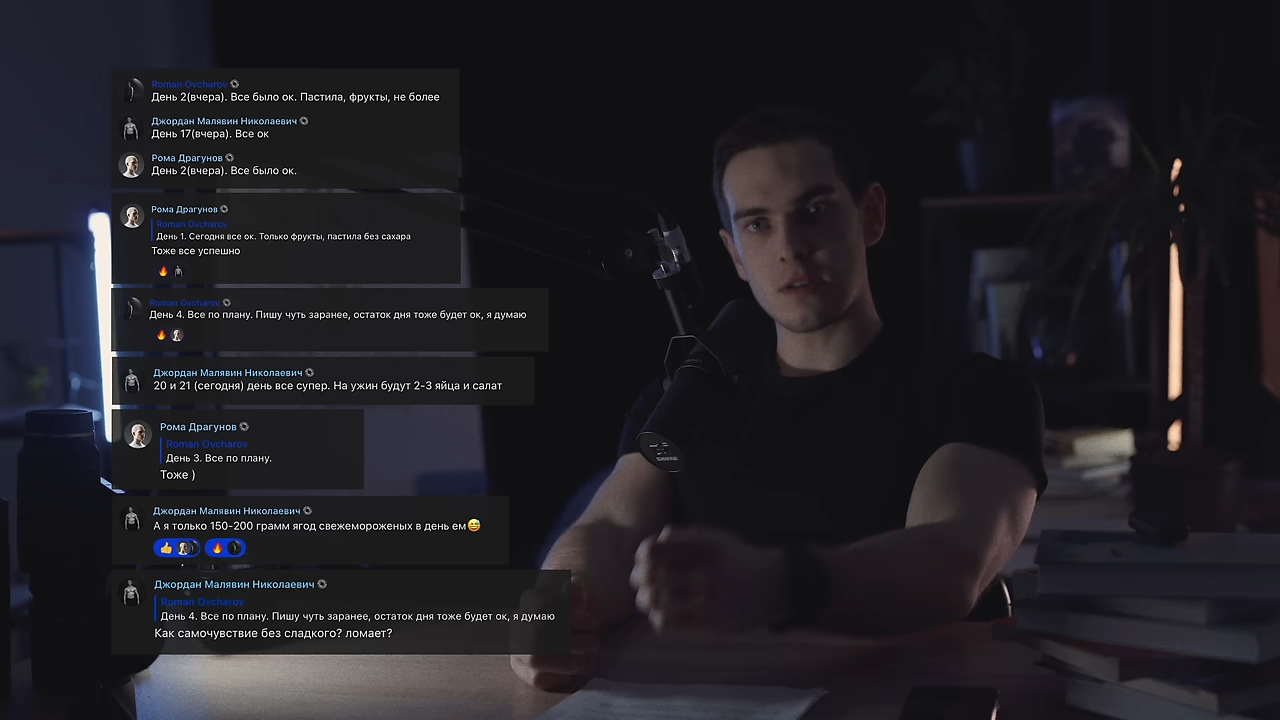 Roman Ovcharov
День 2(вчера). Все было ок. Пастила, фрукты, не более
Джордан Малявин Николаевич
День 17(вчера). Все ок
Рома Драгунов
День 2(вчера). Все было ок.
Рома Драгунов
Roman Ovcharov
День 1. Сегодня все ок. Только фрукты, пастила без сахара
Тоже все успешно
Roman Ovcharov
День 4. Все по плану. Пишу чуть заранее, остаток дня тоже будет ок, я думаю
Джордан Малявин Николаевич
20 и 21 (сегодня) день все супер. На ужин будут 2-3 яйца и салат
Рома Драгунов
Roman Ovcharov
День 3. Все по плану.
Тоже )
Джордан Малявин Николаевич
А я только 150-200 грамм ягод свежемороженых в день ем😅
Джордан Малявин Николаевич
Roman Ovcharov
День 4. Все по плану. Пишу чуть заранее, остаток дня тоже будет ок, я думаю
Как самочувствие без сладкого? ломает?
SHURE